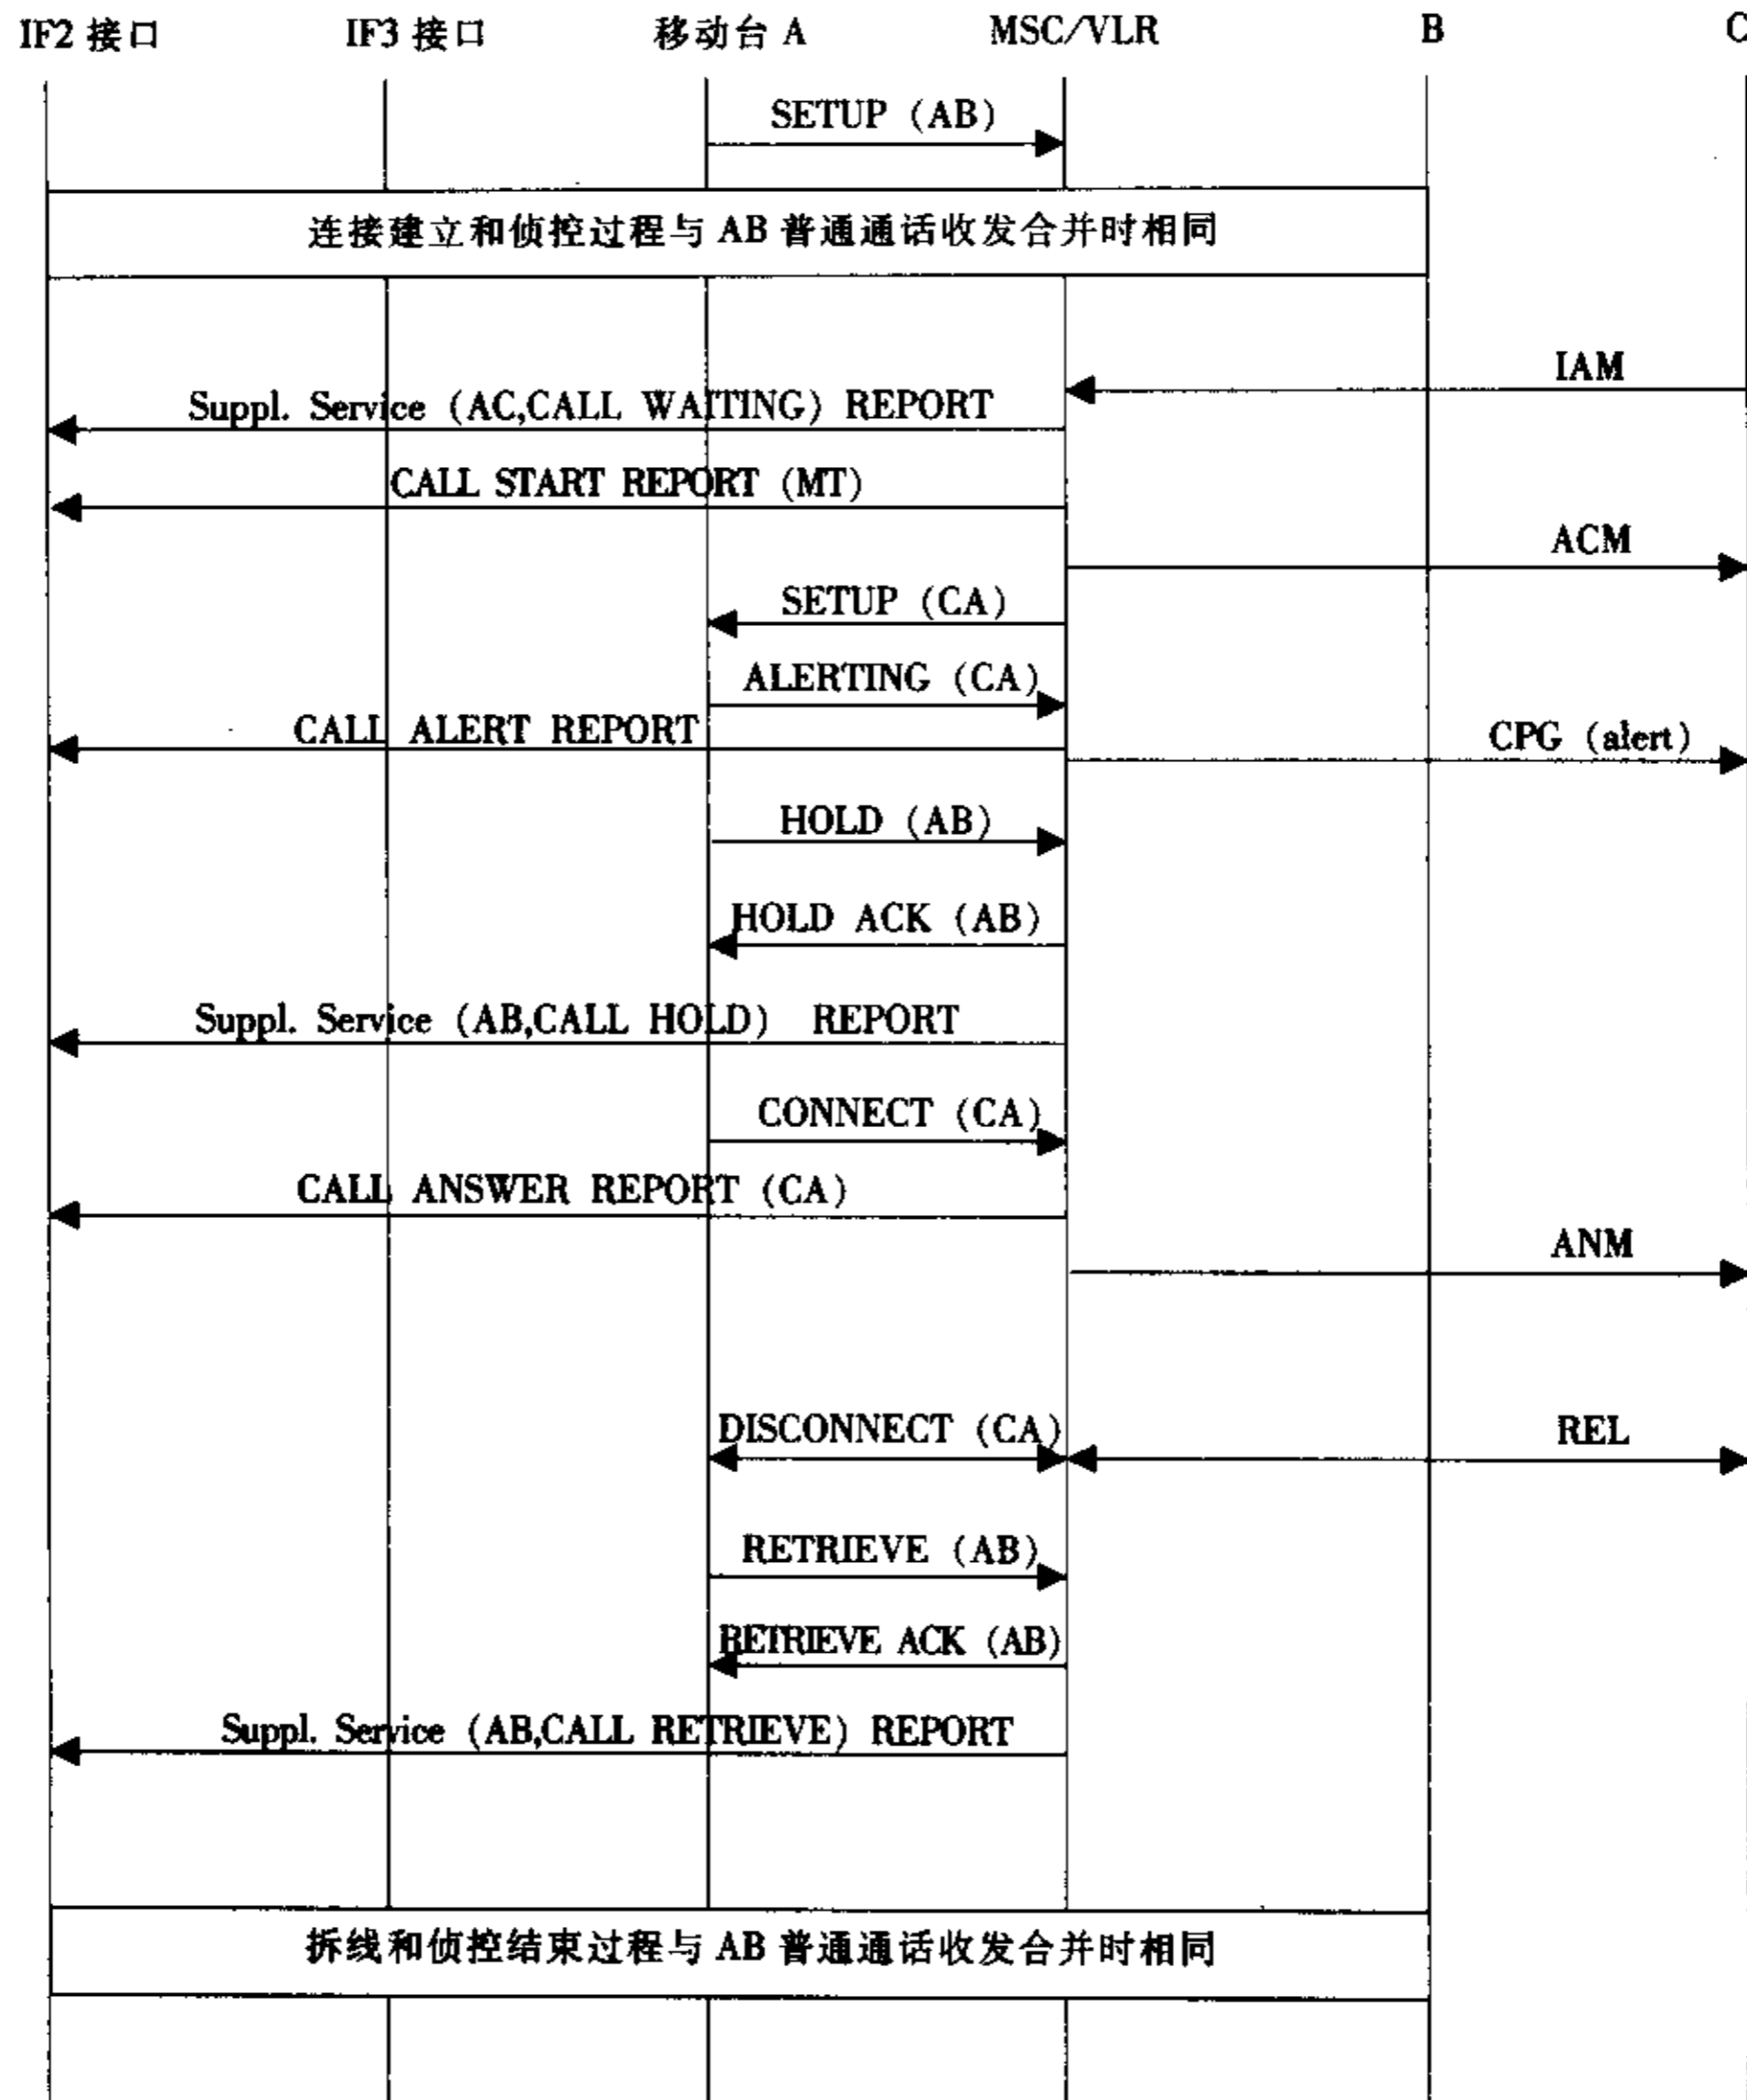 IF2 接口 IF3 接口 移动台 A MSC/VLR B C
SETUP (AB)
连接建立和侦控过程与 AB 普通通话收发合并时相同
IAM
Suppl. Service (AC,CALL WAITING) REPORT
CALL START REPORT (MT)
ACM
SETUP (CA)
ALERTING (CA)
CALL ALERT REPORT
CPG (alert)
HOLD (AB)
HOLD ACK (AB)
Suppl. Service (AB,CALL HOLD) REPORT
CONNECT (CA)
CALL ANSWER REPORT (CA)
ANM
DISCONNECT (CA) REL
RETRIEVE (AB)
RETRIEVE ACK (AB)
Suppl. Service (AB,CALL RETRIEVE) REPORT
拆线和侦控结束过程与 AB 普通通话收发合并时相同